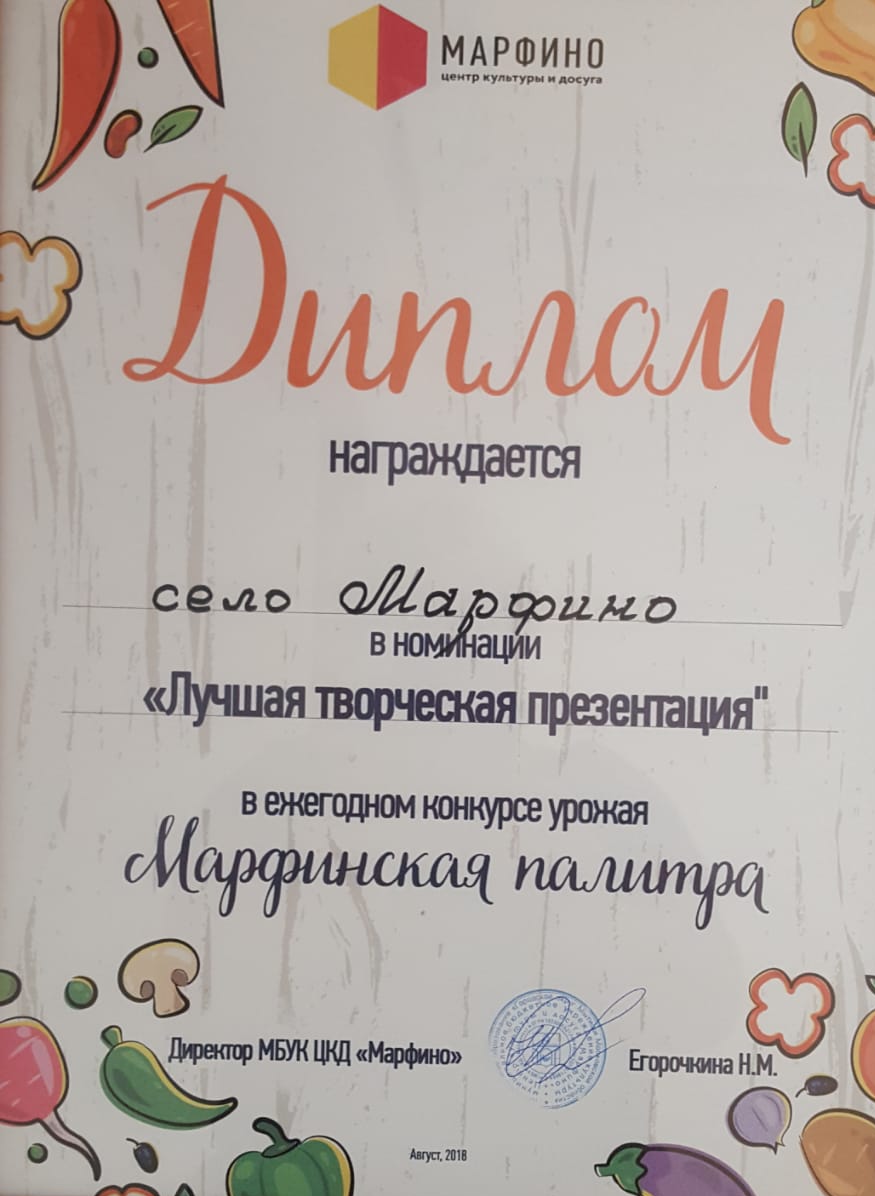 МАРФИНО
центр культуры и досуга
Диплом
награждается
село Марфино
в номинации
«Лучшая творческая презентация"
в ежегодном конкурсе урожая
Марфинская палитра
Директор МБУК ЦКД «Марфино»
Егорочкина Н.М.
Август, 2018